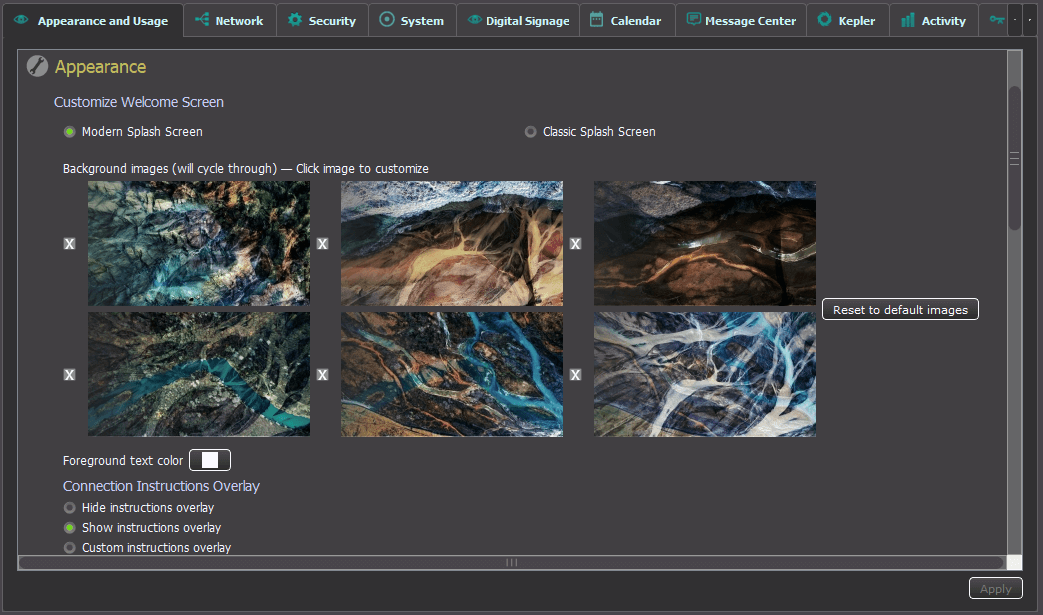 Appearance and Usage Network Security System Digital Signage Calendar Message Center Kepler Activity
Appearance
Customize Welcome Screen
Modern Splash Screen Classic Splash Screen
Background images (will cycle through) — Click image to customize
X X X
Reset to default images
X X X
Foreground text color
Connection Instructions Overlay
Hide instructions overlay
Show instructions overlay
Custom instructions overlay
Apply